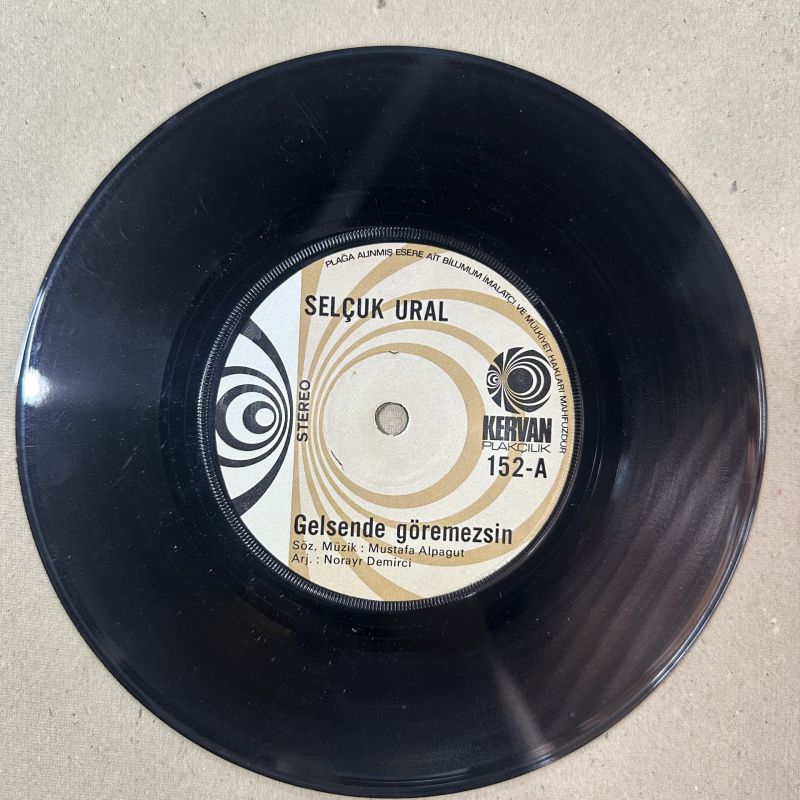 PLAĞA ALINMIŞ ESERE AİT BİLUMUM İMALATÇI VE MÜLKİYET HAKLARI MAHFUZDUR
SELÇUK URAL
STEREO
KERVAN
PLAKÇILIK
152-A
Gelsende göremezsin
Söz, Müzik : Mustafa Alpagut
Arj. : Norayr Demirci